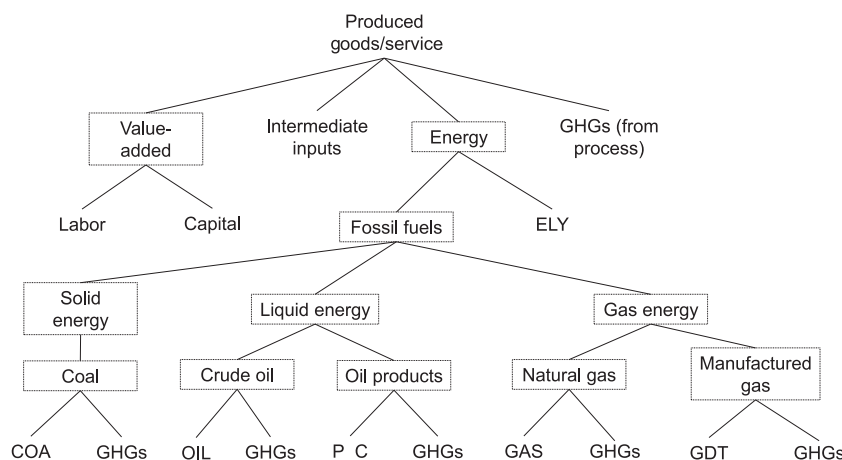 Produced
goods/service
Value-
added
Intermediate
inputs
Energy
GHGs (from
process)
Labor
Capital
Fossil fuels
ELY
Solid
energy
Liquid energy
Gas energy
Coal
Crude oil
Oil products
Natural gas
Manufactured
gas
COA
GHGs
OIL
GHGs
P C
GHGs
GAS
GHGs
GDT
GHGs